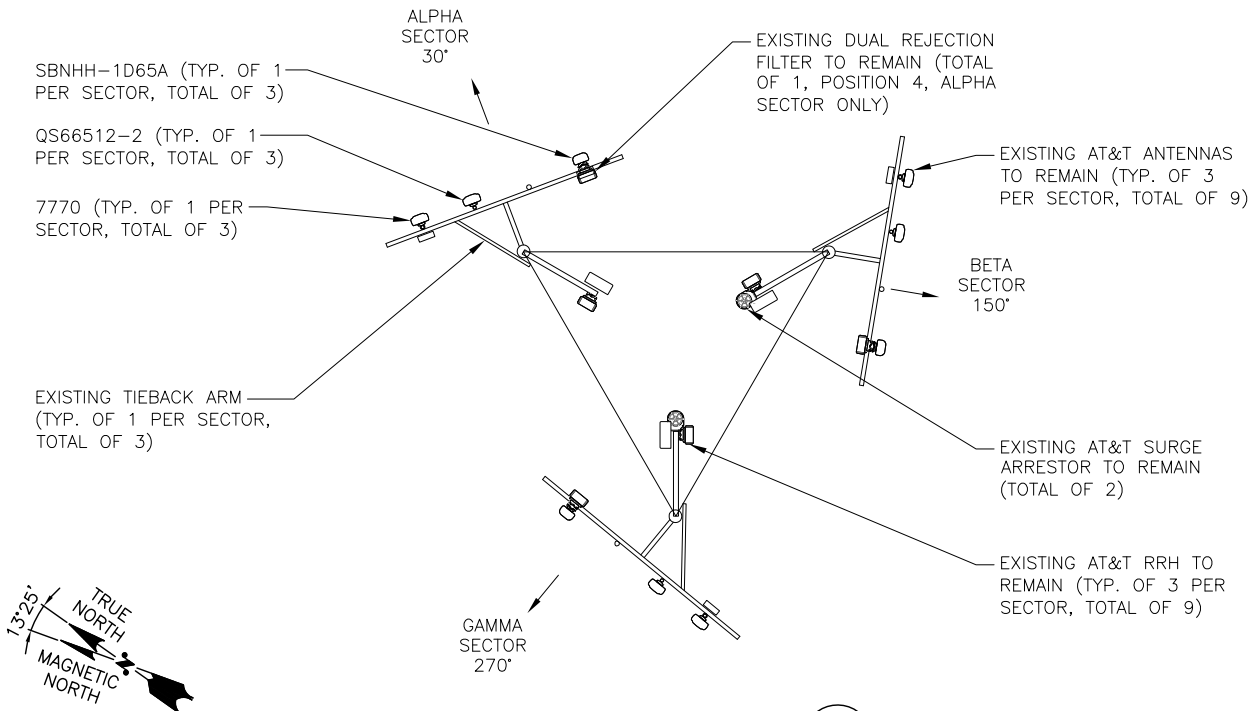 ALPHA
SECTOR
30°
SBNHH-1D65A (TYP. OF 1
PER SECTOR, TOTAL OF 3)
QS66512-2 (TYP. OF 1
PER SECTOR, TOTAL OF 3)
7770 (TYP. OF 1 PER
SECTOR, TOTAL OF 3)
EXISTING DUAL REJECTION
FILTER TO REMAIN (TOTAL
OF 1, POSITION 4, ALPHA
SECTOR ONLY)
EXISTING AT&T ANTENNAS
TO REMAIN (TYP. OF 3
PER SECTOR, TOTAL OF 9)
BETA
SECTOR
150°
EXISTING TIEBACK ARM
(TYP. OF 1 PER SECTOR,
TOTAL OF 3)
EXISTING AT&T SURGE
ARRESTOR TO REMAIN
(TOTAL OF 2)
EXISTING AT&T RRH TO
REMAIN (TYP. OF 3 PER
SECTOR, TOTAL OF 9)
GAMMA
SECTOR
270°
13°25'
TRUE
NORTH
N
MAGNETIC
NORTH